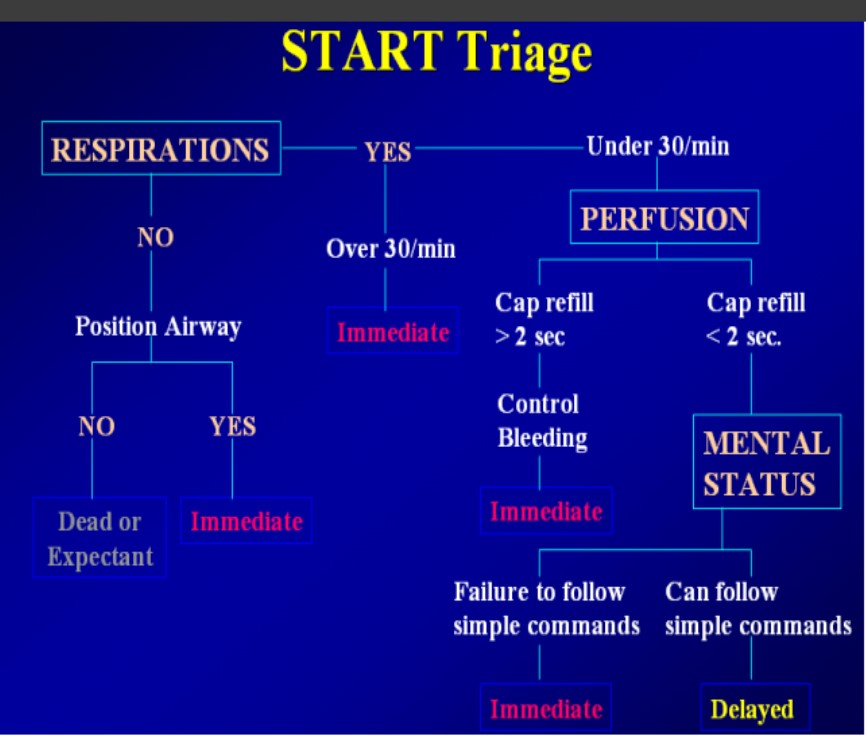 START Triage
RESPIRATIONS
YES
Under 30/min
NO
Over 30/min
PERFUSION
Position Airway
Immediate
Cap refill
> 2 sec
Cap refill
< 2 sec.
NO
YES
Control
Bleeding
MENTAL
STATUS
Dead or
Expectant
Immediate
Immediate
Failure to follow
simple commands
Can follow
simple commands
Immediate
Delayed